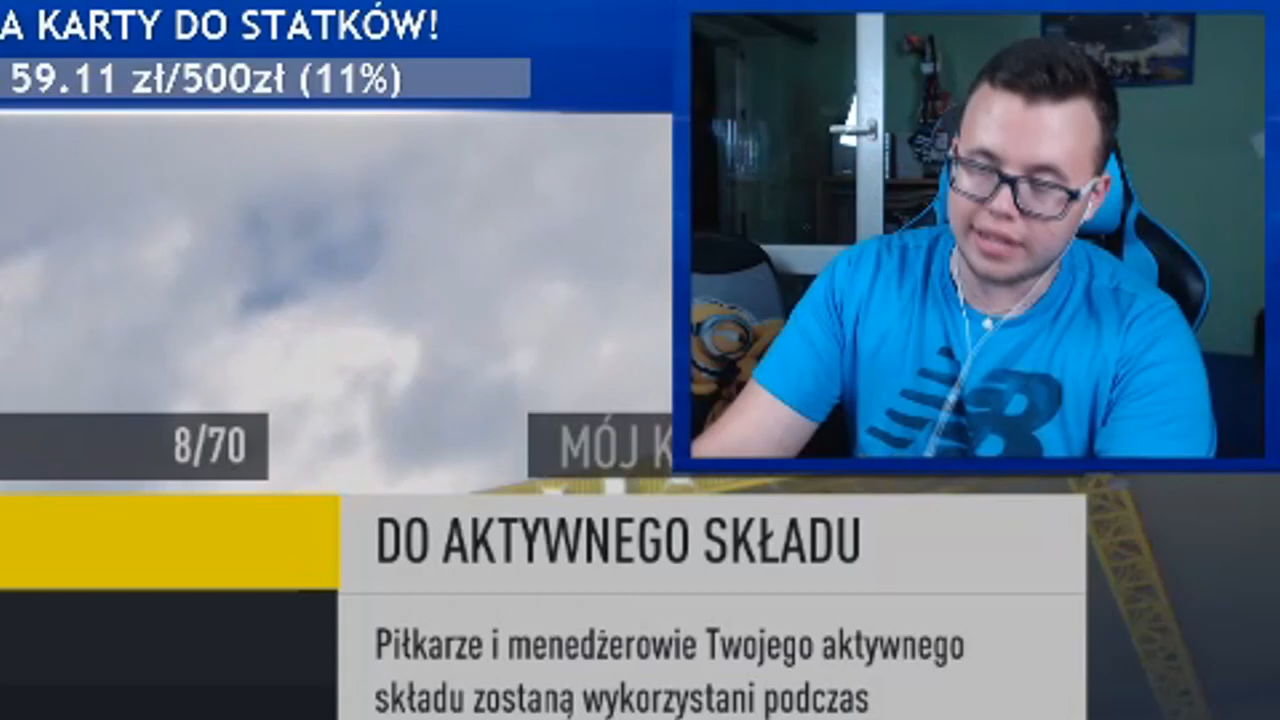 A KARTY DO STATKÓW!
59.11 zł/500zł (11%)
8/70
MÓJ K
DO AKTYWNEGO SKŁADU
Piłkarze i menedżerowie Twojego aktywnego
składu zostaną wykorzystani podczas